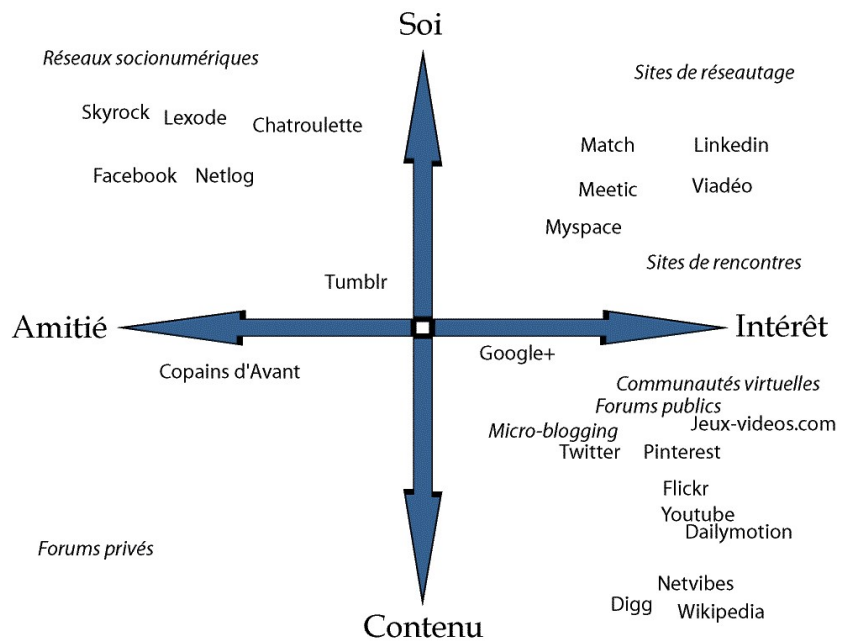 Soi
Réseaux socionumériques
Sites de réseautage
Skyrock Lexode Chatroulette
Match Linkedin
Facebook Netlog
Meetic Viadéo
Myspace
Sites de rencontres
Tumblr
Amitié Intérêt
Google+
Copains d'Avant
Communautés virtuelles
Forums publics
Jeux-videos.com
Micro-blogging
Twitter Pinterest
Flickr
Youtube
Dailymotion
Forums privés
Netvibes
Digg Wikipedia
Contenu